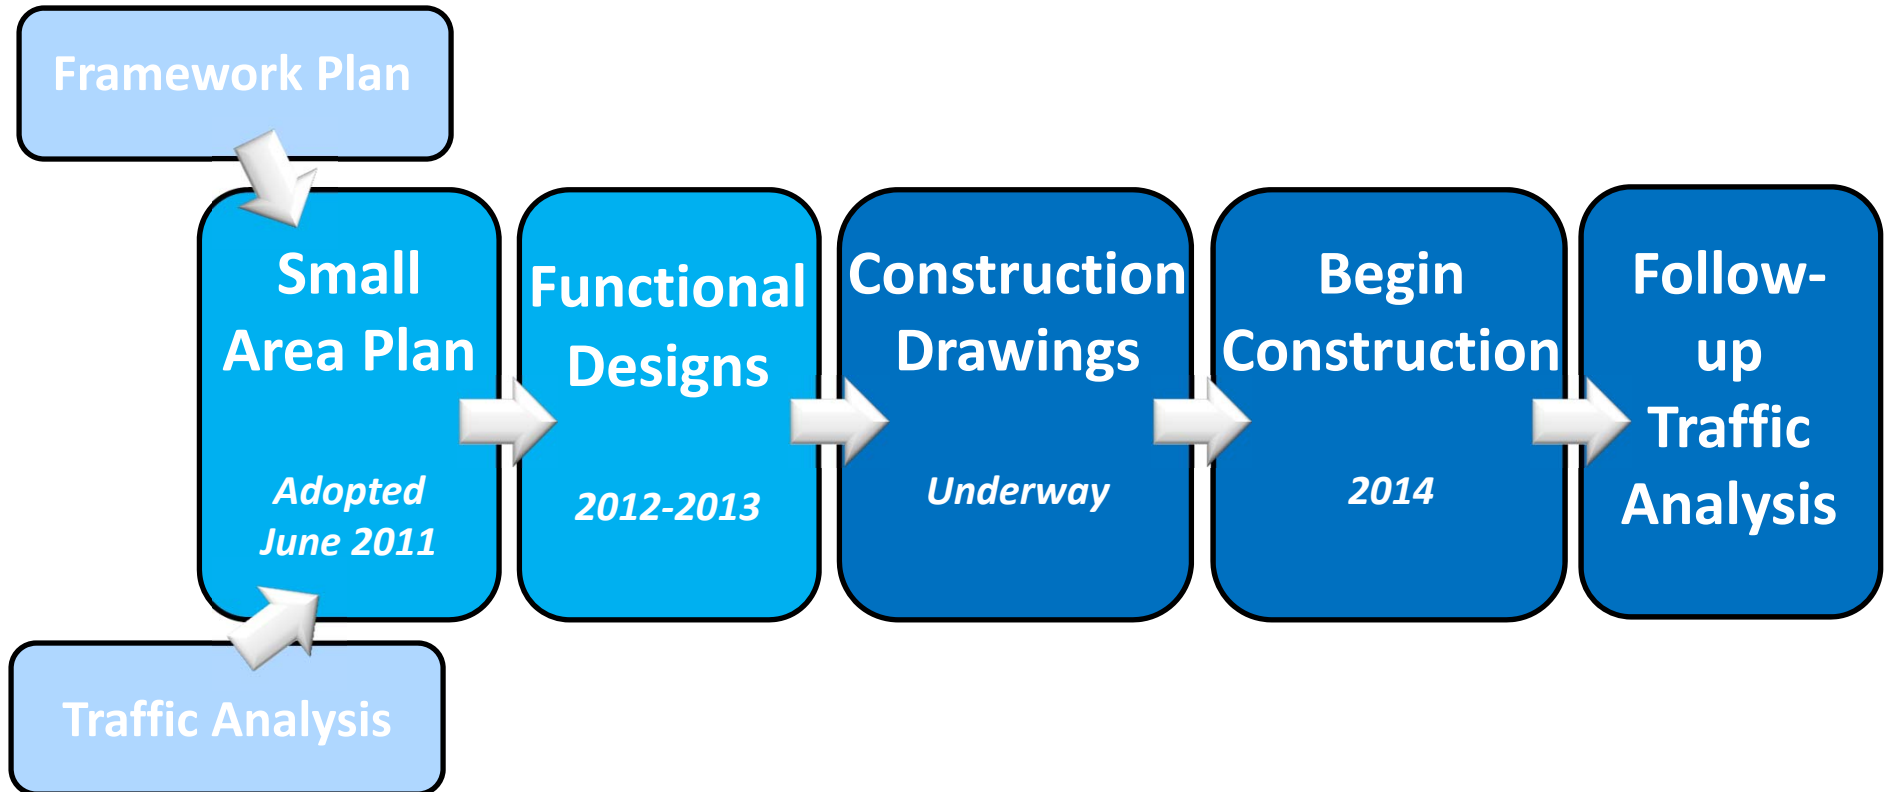 Framework Plan
Small
Area Plan
Adopted
June 2011
Functional
Designs
2012-2013
Construction
Drawings
Underway
Begin
Construction
2014
Follow-
up
Traffic
Analysis
Traffic Analysis